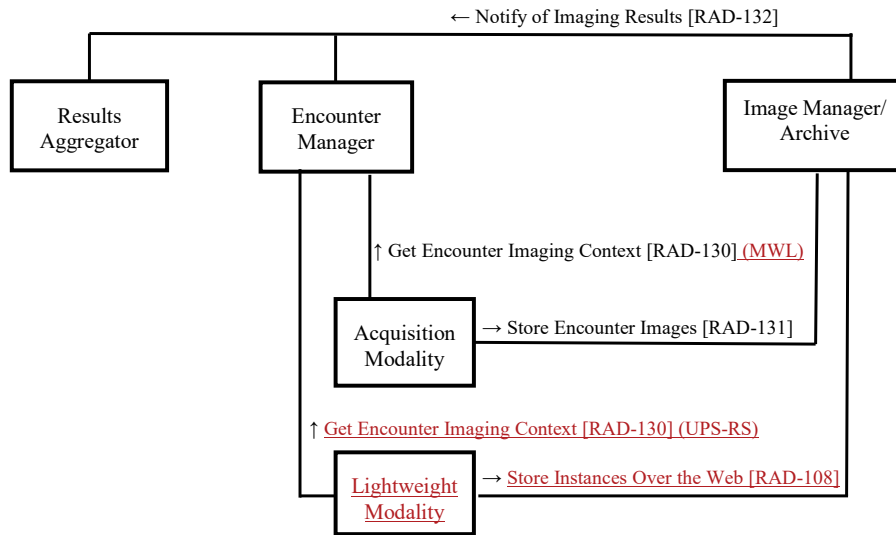 ← Notify of Imaging Results [RAD-132]
Results
Aggregator
Encounter
Manager
Image Manager/
Archive
↑ Get Encounter Imaging Context [RAD-130] (MWL)
Acquisition
Modality
→ Store Encounter Images [RAD-131]
↑ Get Encounter Imaging Context [RAD-130] (UPS-RS)
Lightweight
Modality
→ Store Instances Over the Web [RAD-108]